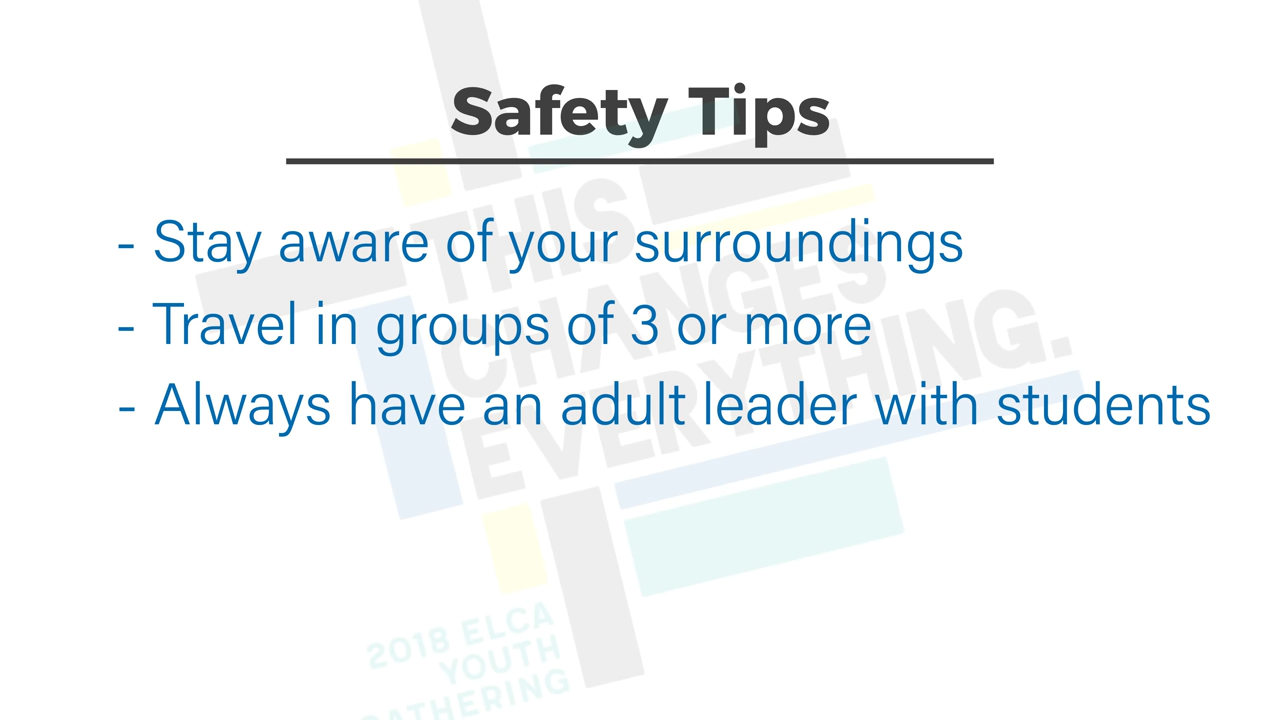 Safety Tips
- Stay aware of your surroundings
- Travel in groups of 3 or more
- Always have an adult leader with students
THIS
CHANGES
EVERYTHING.
2018 ELCA
YOUTH
GATHERING